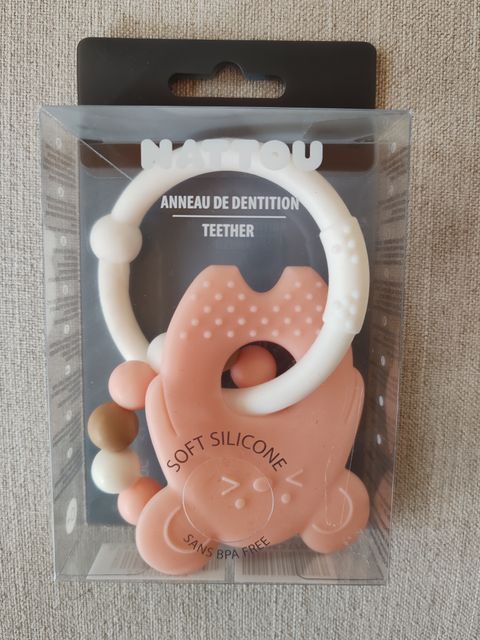 NATTOU
ANNEAU DE DENTITION
TEETHER
SOFT SILICONE
SANS BPA FREE